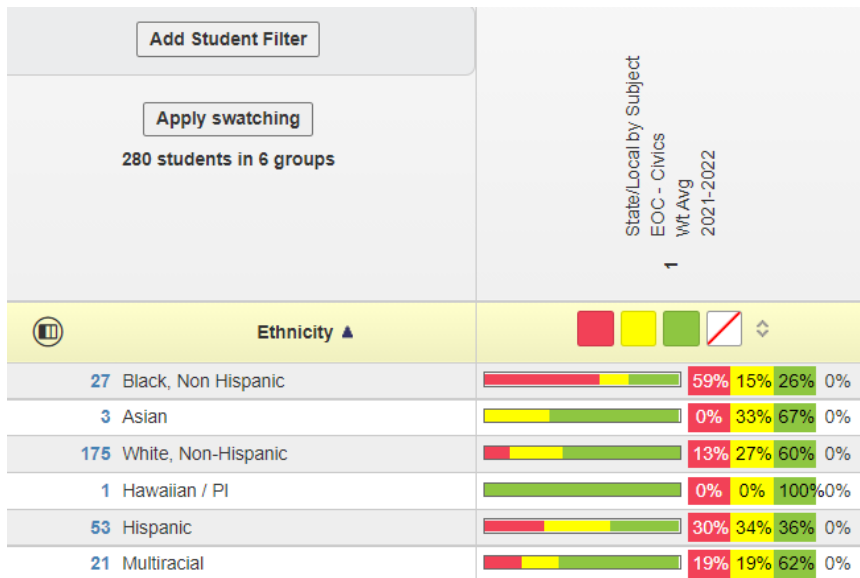 Add Student Filter
Apply swatching
280 students in 6 groups
State/Local by Subject
EOC - Civics
Wt Avg
2021-2022
1
Ethnicity ▲
27 Black, Non Hispanic 59% 15% 26% 0%
3 Asian 0% 33% 67% 0%
175 White, Non-Hispanic 13% 27% 60% 0%
1 Hawaiian / PI 0% 0% 100% 0%
53 Hispanic 30% 34% 36% 0%
21 Multiracial 19% 19% 62% 0%